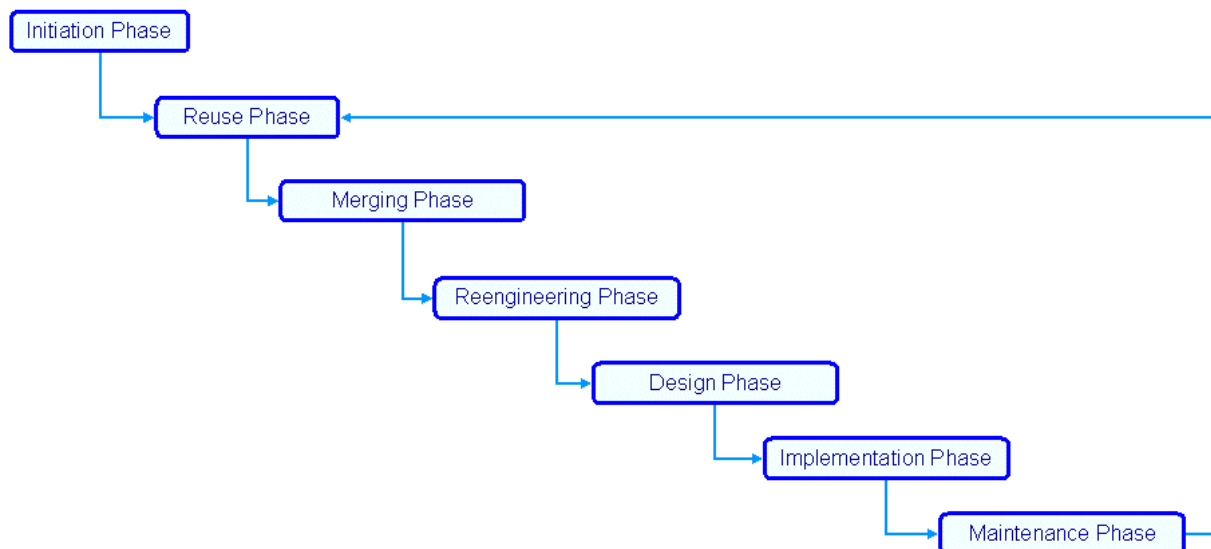 Initiation Phase
Reuse Phase
Merging Phase
Reengineering Phase
Design Phase
Implementation Phase
Maintenance Phase